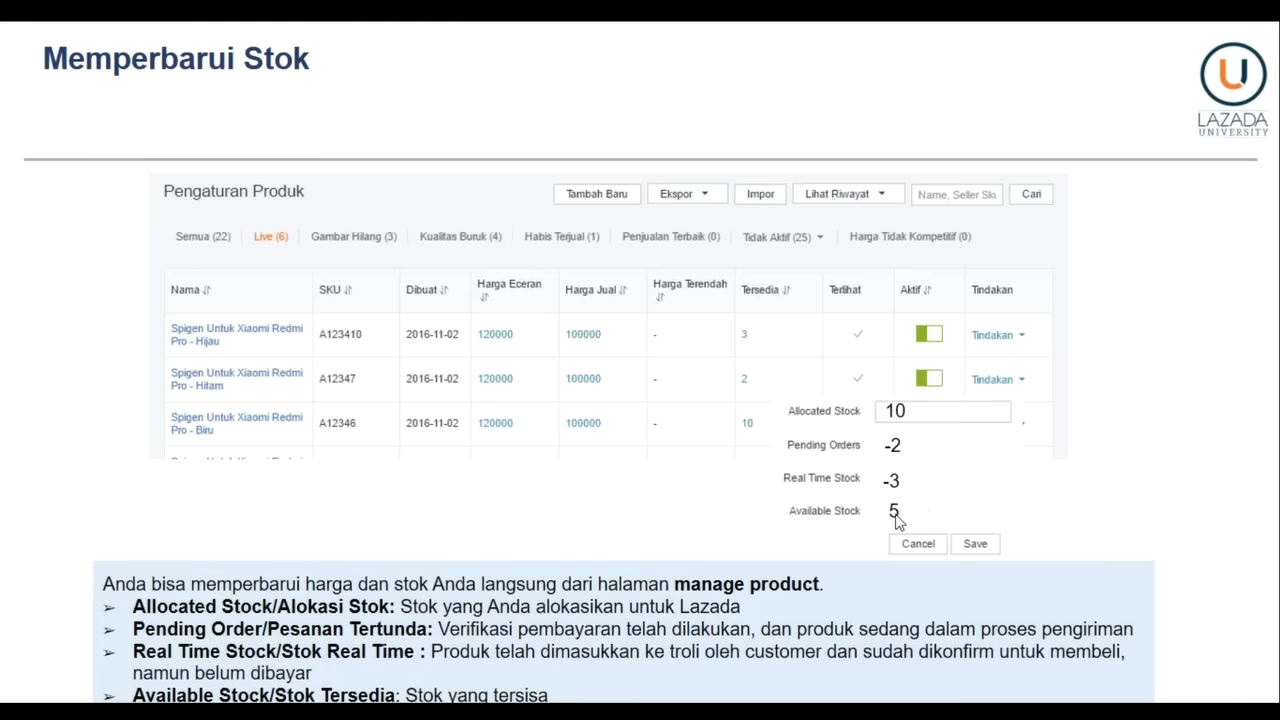 Memperbarui Stok
LAZADA
UNIVERSITY
Pengaturan Produk
Tambah Baru Ekspor Impor Lihat Riwayat Name, Seller Sku Cari
Semua (22) Live (6) Gambar Hilang (3) Kualitas Buruk (4) Habis Terjual (1) Penjualan Terbaik (0) Tidak Aktif (25) Harga Tidak Kompetitif (0)
Nama SKU Dibuat Harga Eceran Harga Jual Harga Terendah Tersedia Terlihat Aktif Tindakan
Spigen Untuk Xiaomi Redmi
Pro - Hijau
A123410 2016-11-02 120000 100000 - 3 Tindakan
Spigen Untuk Xiaomi Redmi
Pro - Hitam
A12347 2016-11-02 120000 100000 - 2 Tindakan
Spigen Untuk Xiaomi Redmi
Pro - Biru
A12346 2016-11-02 120000 100000 - 10
Allocated Stock 10
Pending Orders -2
Real Time Stock -3
Available Stock 5
Cancel Save
Anda bisa memperbarui harga dan stok Anda langsung dari halaman manage product.
➢ Allocated Stock/Alokasi Stok: Stok yang Anda alokasikan untuk Lazada
➢ Pending Order/Pesanan Tertunda: Verifikasi pembayaran telah dilakukan, dan produk sedang dalam proses pengiriman
➢ Real Time Stock/Stok Real Time : Produk telah dimasukkan ke troli oleh customer dan sudah dikonfirm untuk membeli,
namun belum dibayar
➢ Available Stock/Stok Tersedia: Stok yang tersisa